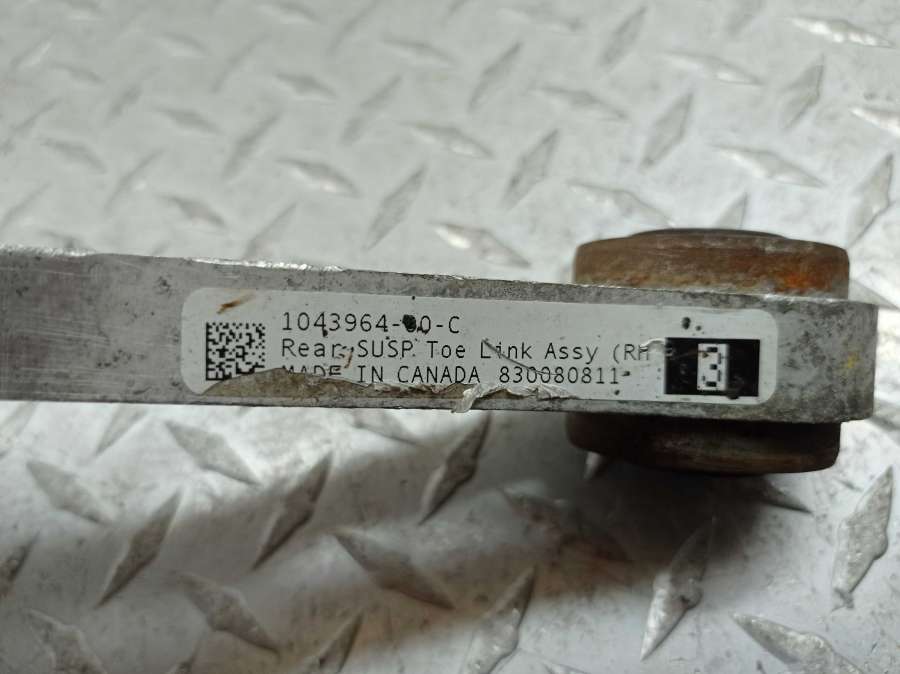 1043964-00-C
Rear SUSP. Toe Link Assy (RH
MADE IN CANADA 830080811